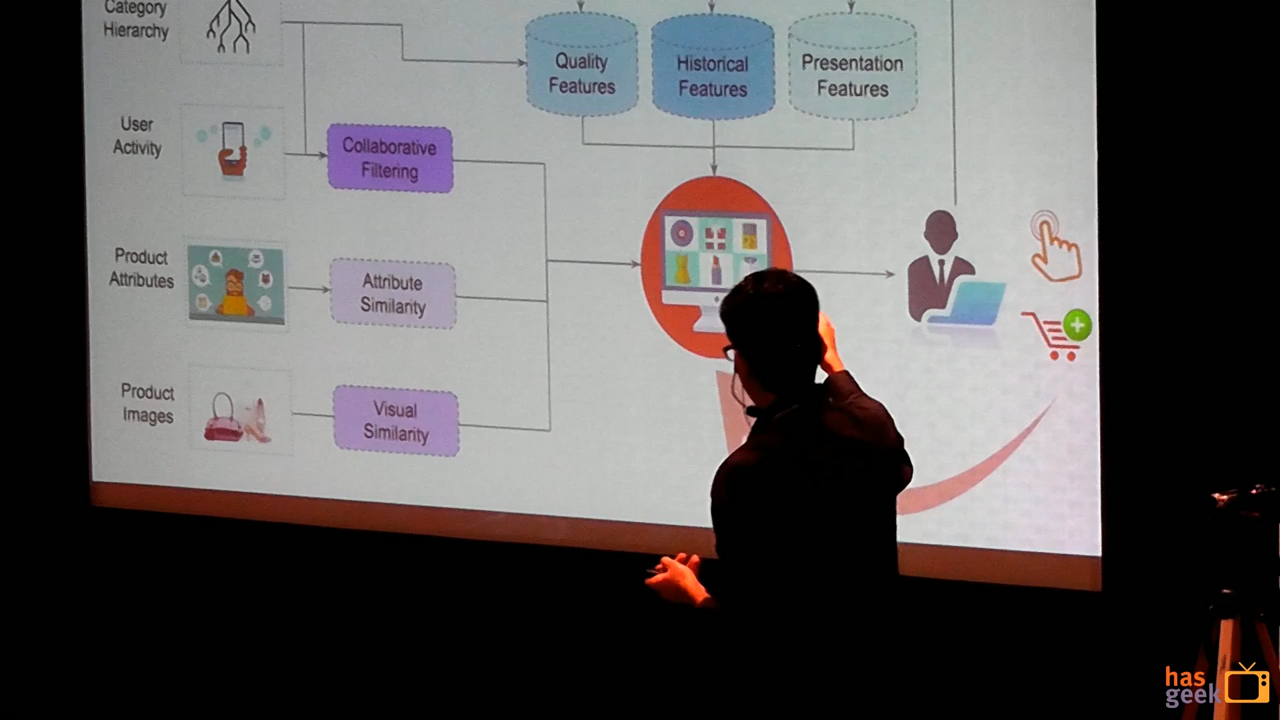 Category
Hierarchy
Quality
Features
Historical
Features
Presentation
Features
User
Activity
Collaborative
Filtering
Product
Attributes
Attribute
Similarity
Product
Images
Visual
Similarity
has
geek